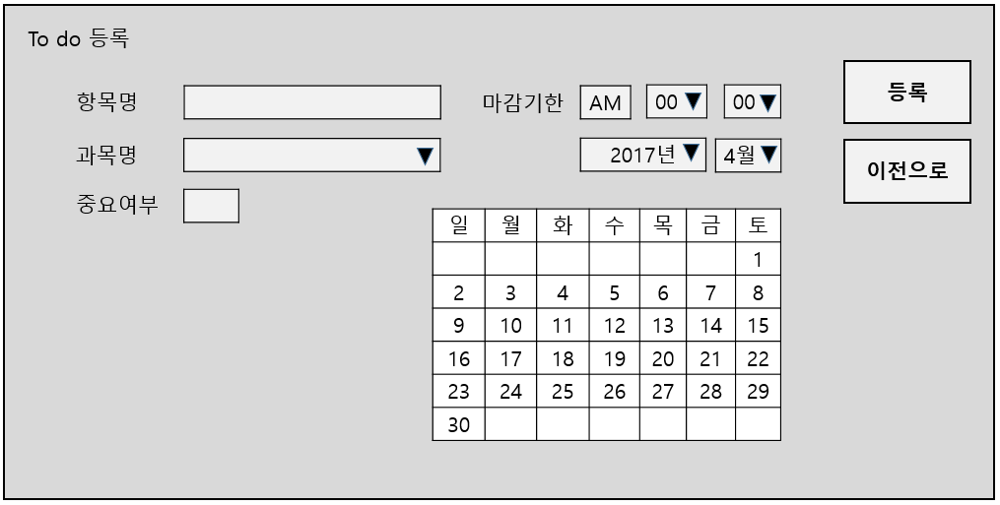 To do 등록
항목명 마감기한 AM 00 ▼ 00 ▼ 등록
과목명 ▼ 2017년 ▼ 4월 ▼ 이전으로
중요여부
일 월 화 수 목 금 토
1
2 3 4 5 6 7 8
9 10 11 12 13 14 15
16 17 18 19 20 21 22
23 24 25 26 27 28 29
30